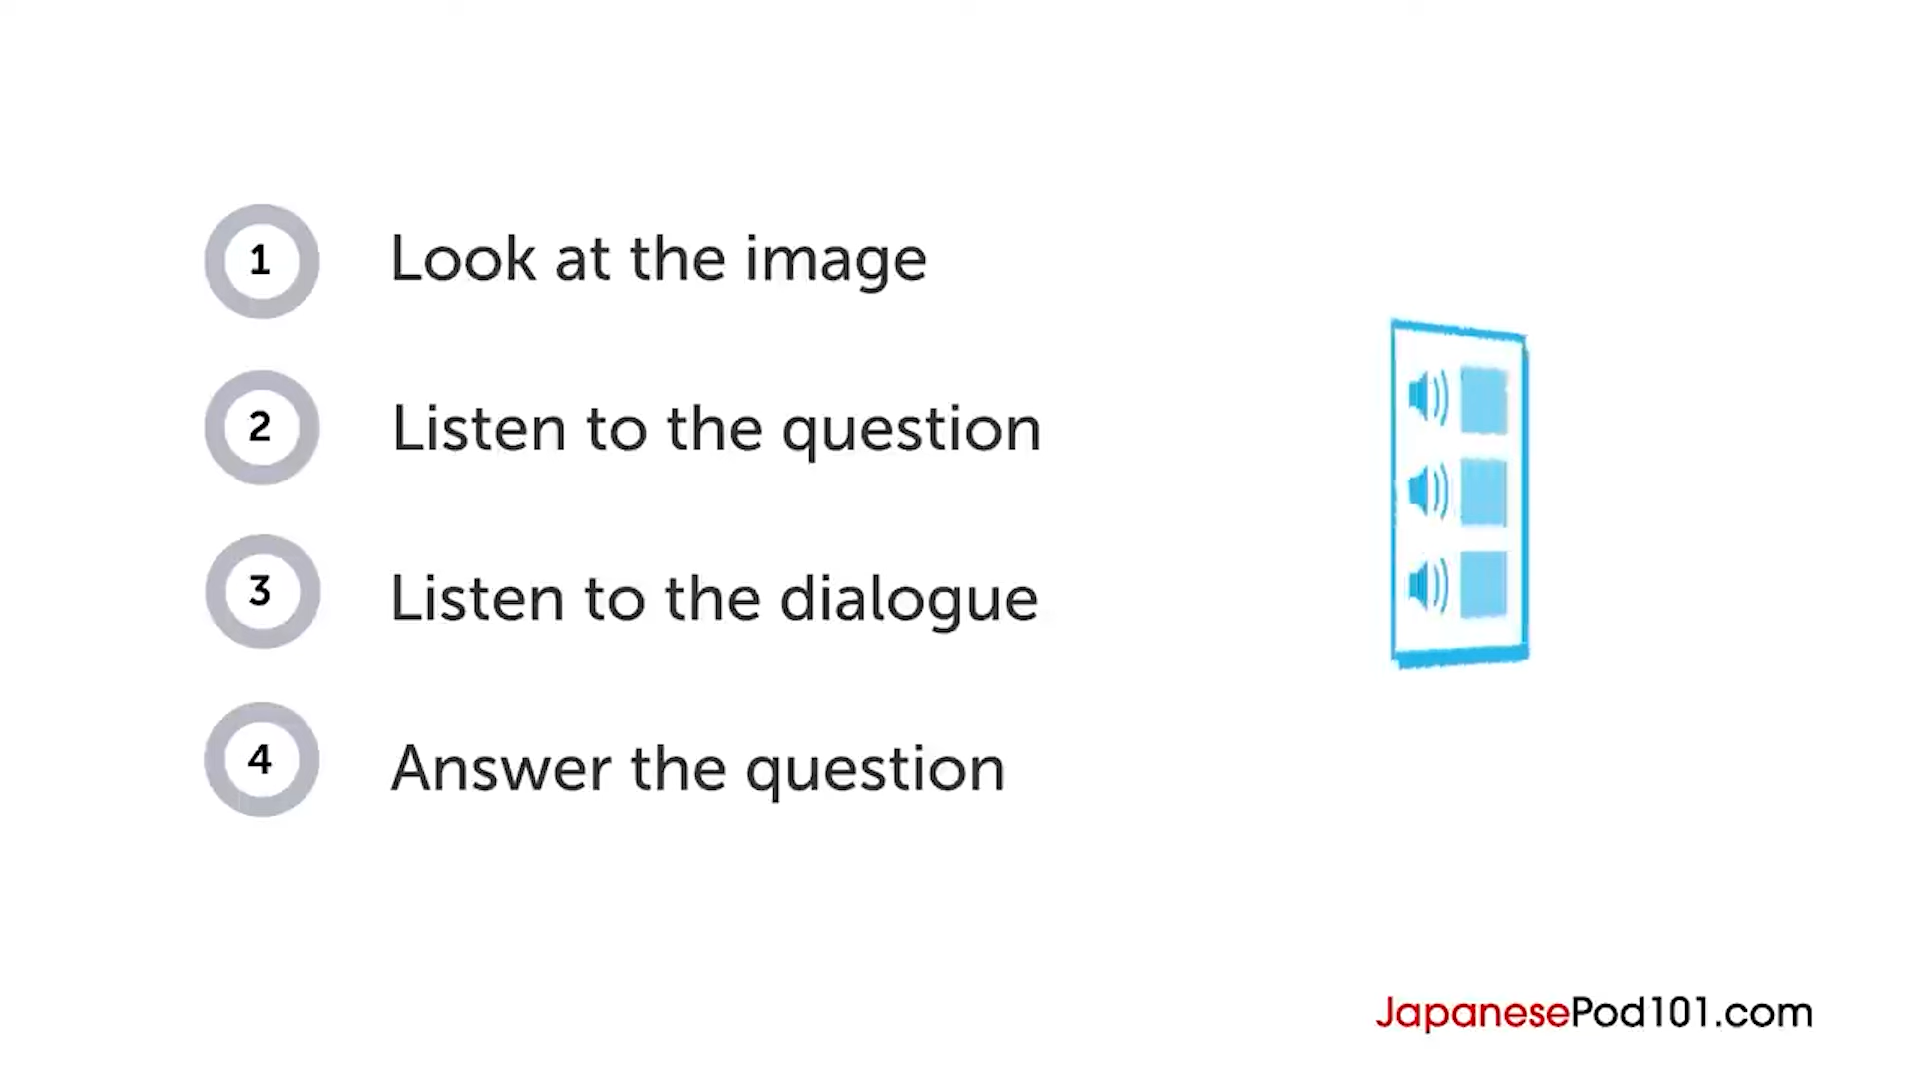 1 Look at the image
2 Listen to the question
3 Listen to the dialogue
4 Answer the question
JapanesePod101.com